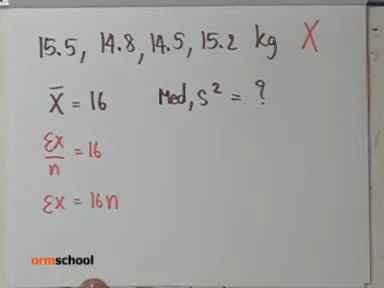 15.5, 14.8, 14.5, 15.2 kg X
X̄ = 16 Med, S² = ?
Σx/n = 16
Σx = 16n
ormschool